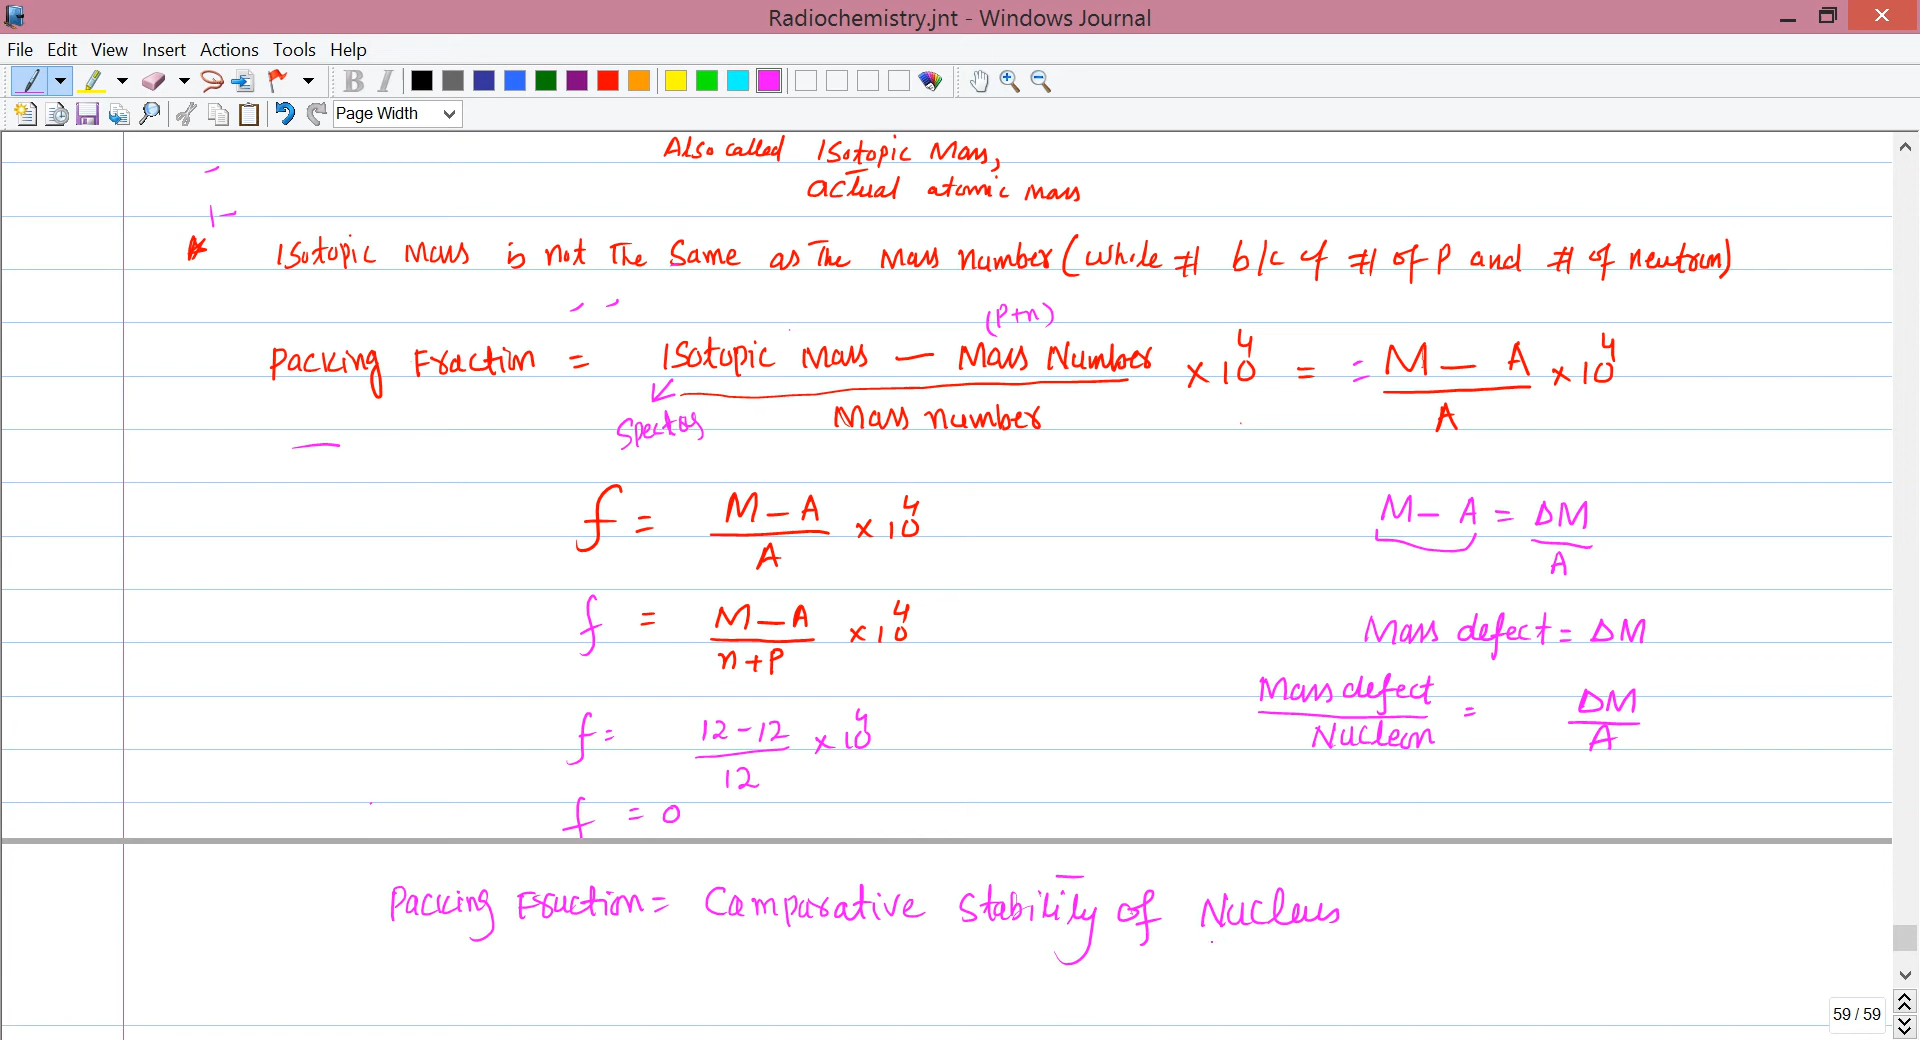 Radiochemistry.jnt - Windows Journal
File Edit View Insert Actions Tools Help
B I
Page Width
Also called Isotopic Mass,
actual atomic mass
Isotopic Mass is not The Same as The Mass number (whole # b/c of # of P and # of neutron)
(P+n)
Packing Fraction = Isotopic Mass — Mass Number × 10^4 = = M — A × 10^4
Mass number A
f = M — A × 10^4 M — A = ΔM
A A
f = M — A × 10^4 Mass defect = ΔM
n+P
f = 12-12 × 10^4 Mass defect = ΔM
12 Nucleon A
f = 0
Packing Fraction = Comparative Stability of Nucleus
59 / 59